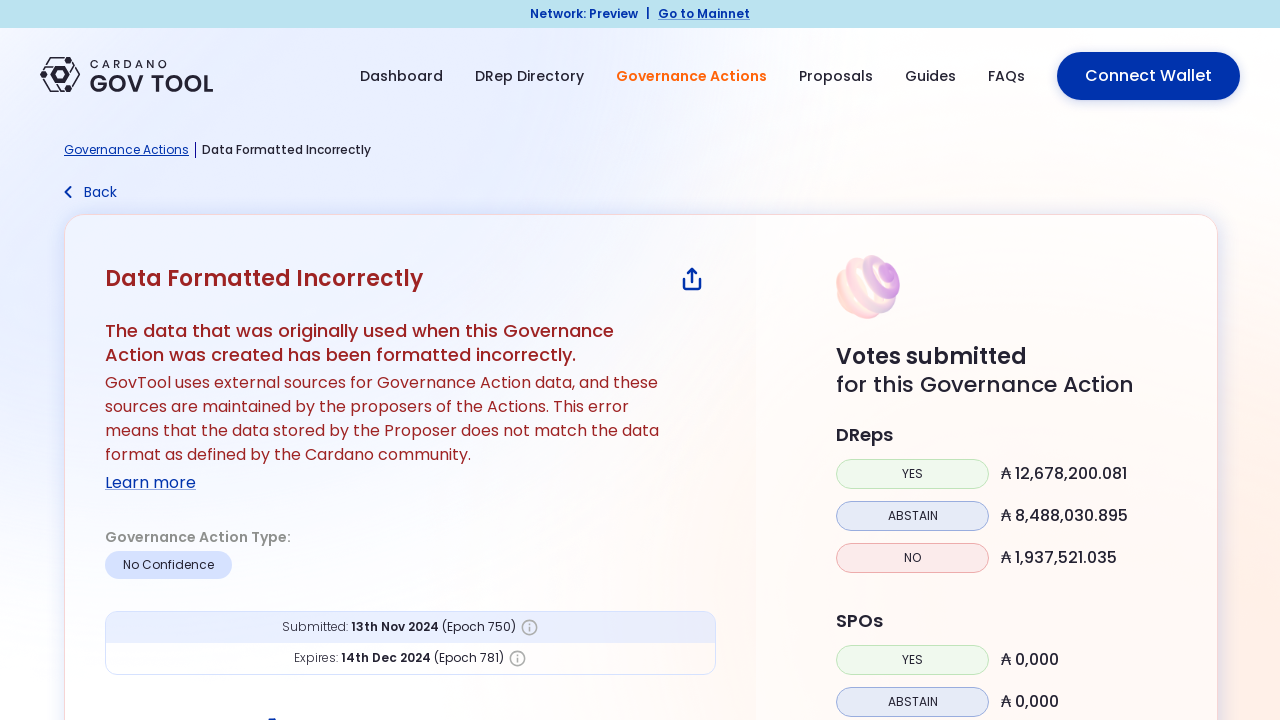 Network: Preview | Go to Mainnet
CARDANO
GOV TOOL
Dashboard
DRep Directory
Governance Actions
Proposals
Guides
FAQs
Connect Wallet
Governance Actions | Data Formatted Incorrectly
Back
Data Formatted Incorrectly
The data that was originally used when this Governance
Action was created has been formatted incorrectly.
GovTool uses external sources for Governance Action data, and these
sources are maintained by the proposers of the Actions. This error
means that the data stored by the Proposer does not match the data
format as defined by the Cardano community.
Learn more
Governance Action Type:
No Confidence
Submitted: 13th Nov 2024 (Epoch 750)
Expires: 14th Dec 2024 (Epoch 781)
Votes submitted
for this Governance Action
DReps
YES ₳ 12,678,200.081
ABSTAIN ₳ 8,488,030.895
NO ₳ 1,937,521.035
SPOs
YES ₳ 0,000
ABSTAIN ₳ 0,000